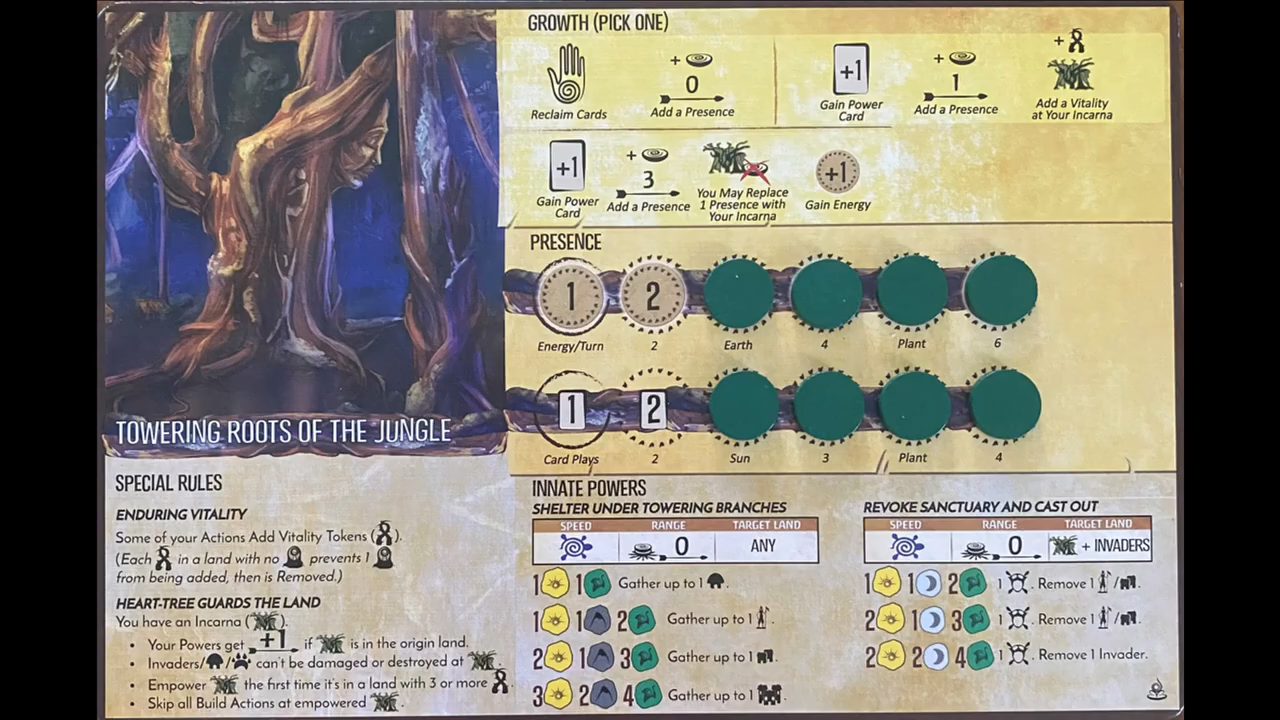 GROWTH (PICK ONE)
Reclaim Cards
+
0
Add a Presence
+1
Gain Power
Card
+
1
Add a Presence
+
Add a Vitality
at Your Incarna
+1
Gain Power
Card
+
3
Add a Presence
You May Replace
1 Presence with
Your Incarna
+1
Gain Energy
PRESENCE
1 2
Energy/Turn 2 Earth 4 Plant 6
1 2
Card Plays 2 Sun 3 Plant 4
TOWERING ROOTS OF THE JUNGLE
SPECIAL RULES
ENDURING VITALITY
Some of your Actions Add Vitality Tokens ( ).
(Each in a land with no prevents 1
from being added, then is Removed.)
HEART-TREE GUARDS THE LAND
You have an Incarna ( ).
• Your Powers get +1 if is in the origin land.
• Invaders/ / can't be damaged or destroyed at .
• Empower the first time it's in a land with 3 or more .
• Skip all Build Actions at empowered .
INNATE POWERS
SHELTER UNDER TOWERING BRANCHES
SPEED RANGE TARGET LAND
0 ANY
1 1 Gather up to 1 .
1 1 2 Gather up to 1 .
2 1 3 Gather up to 1 .
3 2 4 Gather up to 1 .
REVOKE SANCTUARY AND CAST OUT
SPEED RANGE TARGET LAND
0 + INVADERS
1 1 2 1 . Remove 1 / .
2 1 3 1 . Remove 1 / .
2 2 4 1 . Remove 1 Invader.